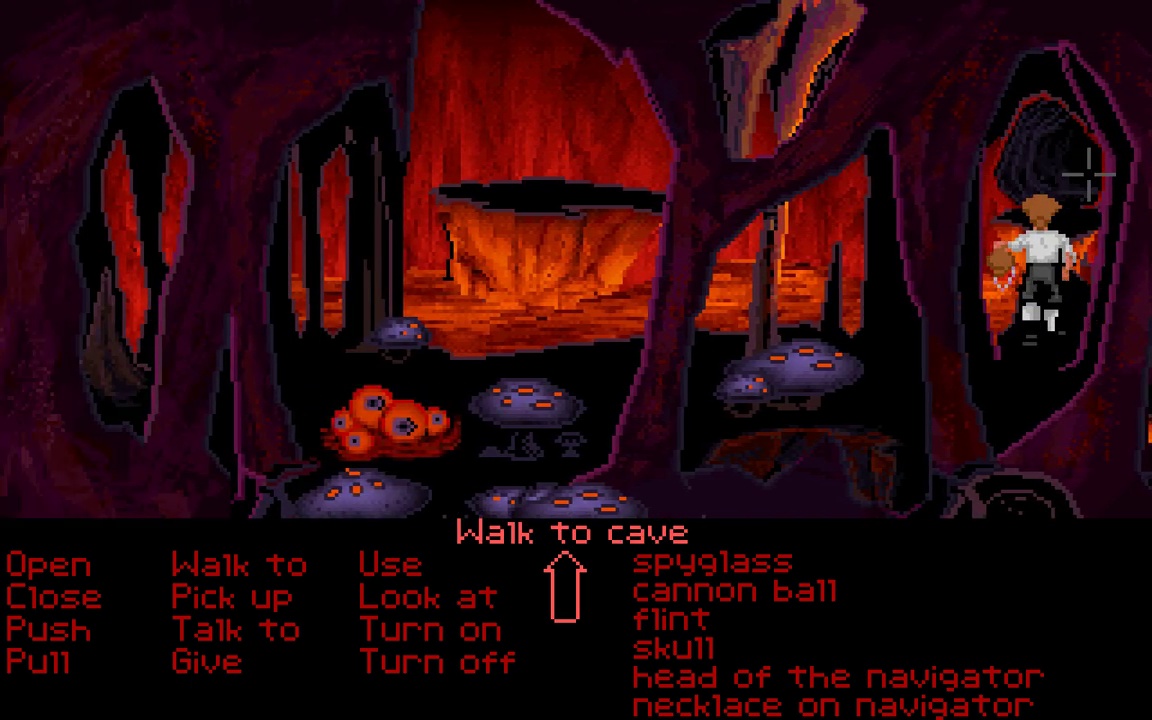 Walk to cave
Open Walk to Use
Close Pick up Look at
Push Talk to Turn on
Pull Give Turn off
spyglass
cannon ball
flint
skull
head of the navigator
necklace on navigator